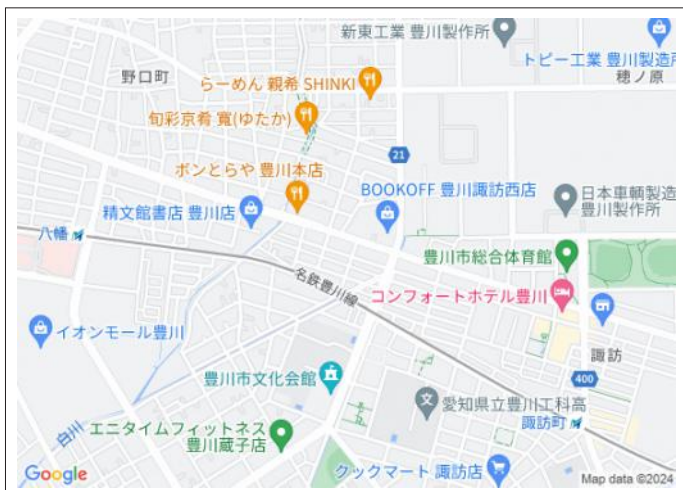 新東工業 豊川製作所
トピー工業 豊川製造所
野口町
穂ノ原
らーめん 親希 SHINKI
旬彩京肴 寛(ゆたか)
21
ボンとらや 豊川本店
BOOKOFF 豊川諏訪西店
日本車輌製造
豊川製作所
精文館書店 豊川店
八幡
豊川市総合体育館
名鉄豊川線
コンフォートホテル豊川
イオンモール豊川
諏訪
豊川市文化会館
400
愛知県立豊川工科高
諏訪町
白川
エニタイムフィットネス
豊川蔵子店
クックマート 諏訪店
Google
Map data ©2024